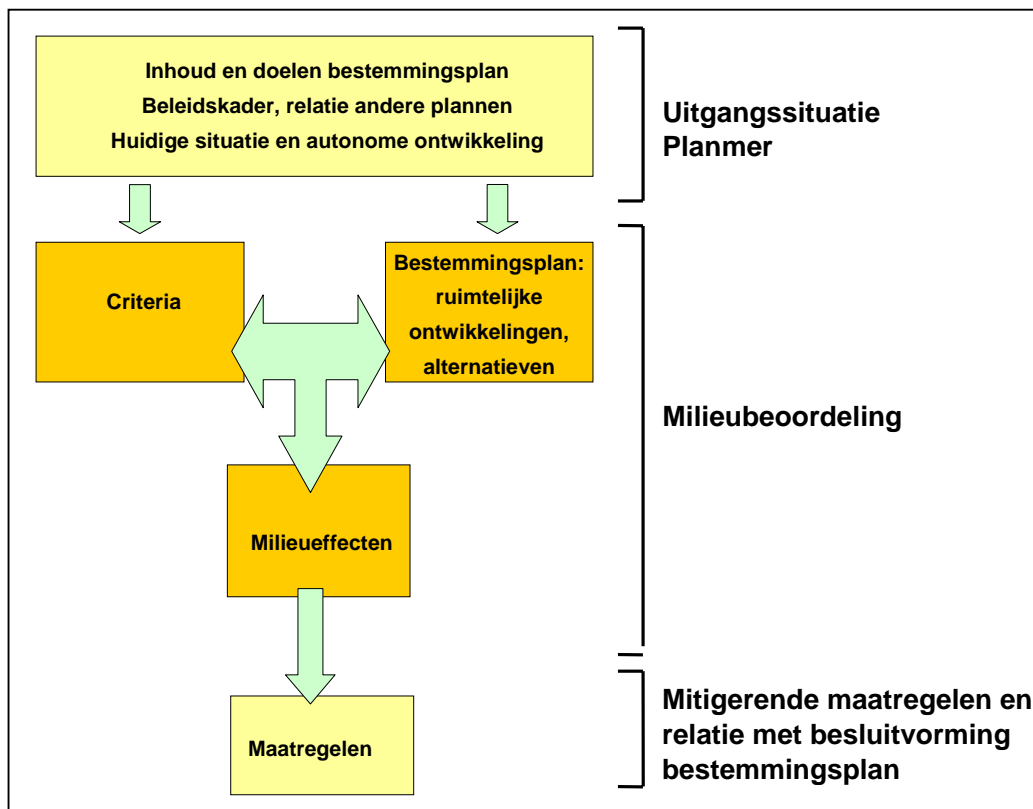 Inhoud en doelen bestemmingsplan
Beleidskader, relatie andere plannen
Huidige situatie en autonome ontwikkeling
Uitgangssituatie
Planmer
Criteria
Bestemmingsplan:
ruimtelijke
ontwikkelingen,
alternatieven
Milieubeoordeling
Milieueffecten
Maatregelen
Mitigerende maatregelen en
relatie met besluitvorming
bestemmingsplan